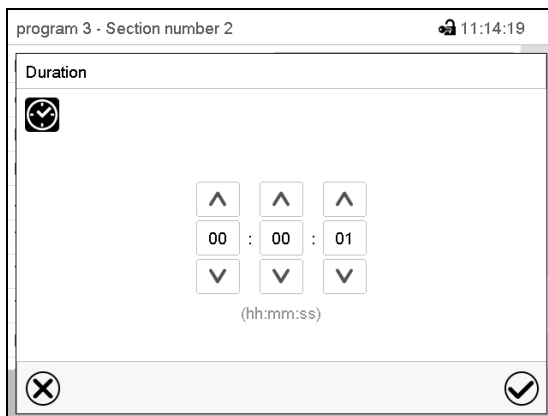 program 3 - Section number 2 11:14:19
Duration
00 : 00 : 01
(hh:mm:ss)